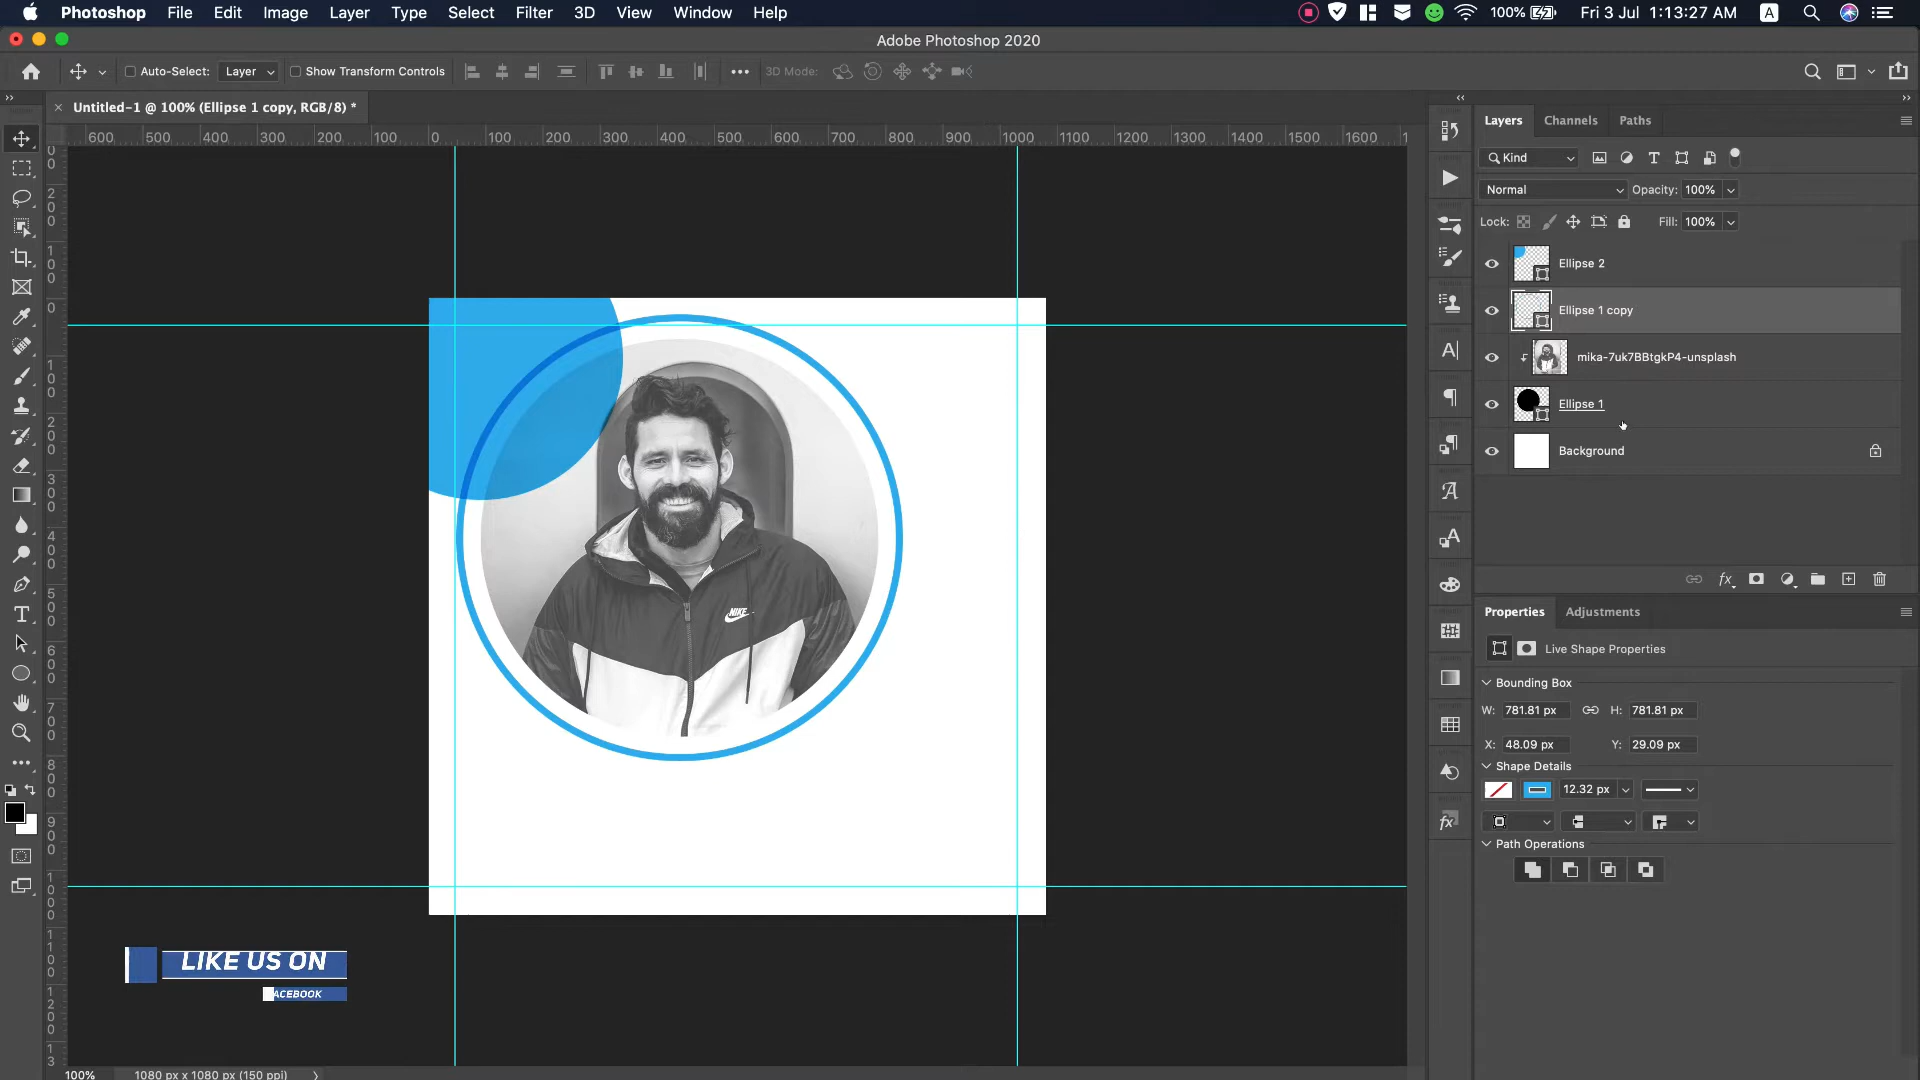 Photoshop File Edit Image Layer Type Select Filter 3D View Window Help
100% Fri 3 Jul 1:13:27 AM A
Adobe Photoshop 2020
Auto-Select: Layer Show Transform Controls 3D Mode:
Untitled-1 @ 100% (Ellipse 1 copy, RGB/8) *
600 500 400 300 200 100 0 100 200 300 400 500 600 700 800 900 1000 1100 1200 1300 1400 1500 1600
Layers Channels Paths
Kind
Normal Opacity: 100%
Lock: Fill: 100%
Ellipse 2
Ellipse 1 copy
mika-7uk7BBtgkP4-unsplash
Ellipse 1
Background
NIKE
Properties Adjustments
Live Shape Properties
Bounding Box
W: 781.81 px H: 781.81 px
X: 48.09 px Y: 29.09 px
Shape Details
12.32 px
Path Operations
LIKE US ON
ACEBOOK
100% 1080 px x 1080 px (150 ppi)